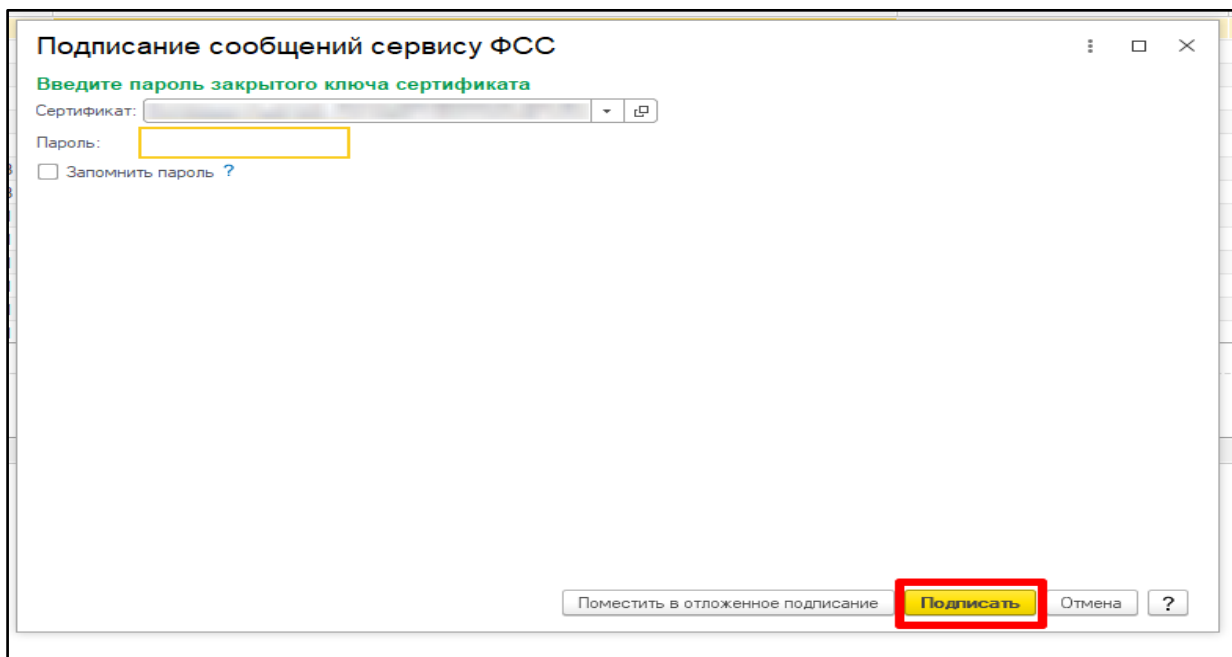 Подписание сообщений сервису ФСС
Введите пароль закрытого ключа сертификата
Сертификат:
Пароль:
Запомнить пароль ?
Поместить в отложенное подписание Подписать Отмена ?